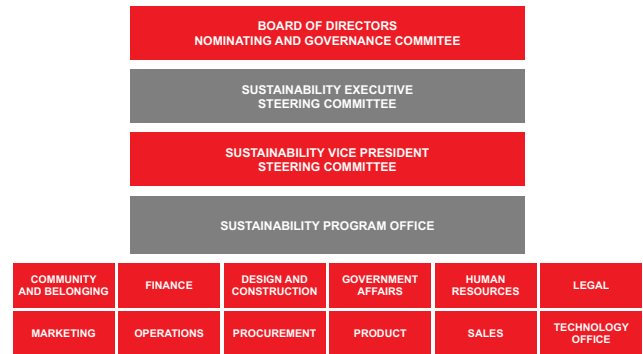 BOARD OF DIRECTORS
NOMINATING AND GOVERNANCE COMMITEE
SUSTAINABILITY EXECUTIVE
STEERING COMMITTEE
SUSTAINABILITY VICE PRESIDENT
STEERING COMMITTEE
SUSTAINABILITY PROGRAM OFFICE
COMMUNITY
AND BELONGING
FINANCE
DESIGN AND
CONSTRUCTION
GOVERNMENT
AFFAIRS
HUMAN
RESOURCES
LEGAL
MARKETING
OPERATIONS
PROCUREMENT
PRODUCT
SALES
TECHNOLOGY
OFFICE